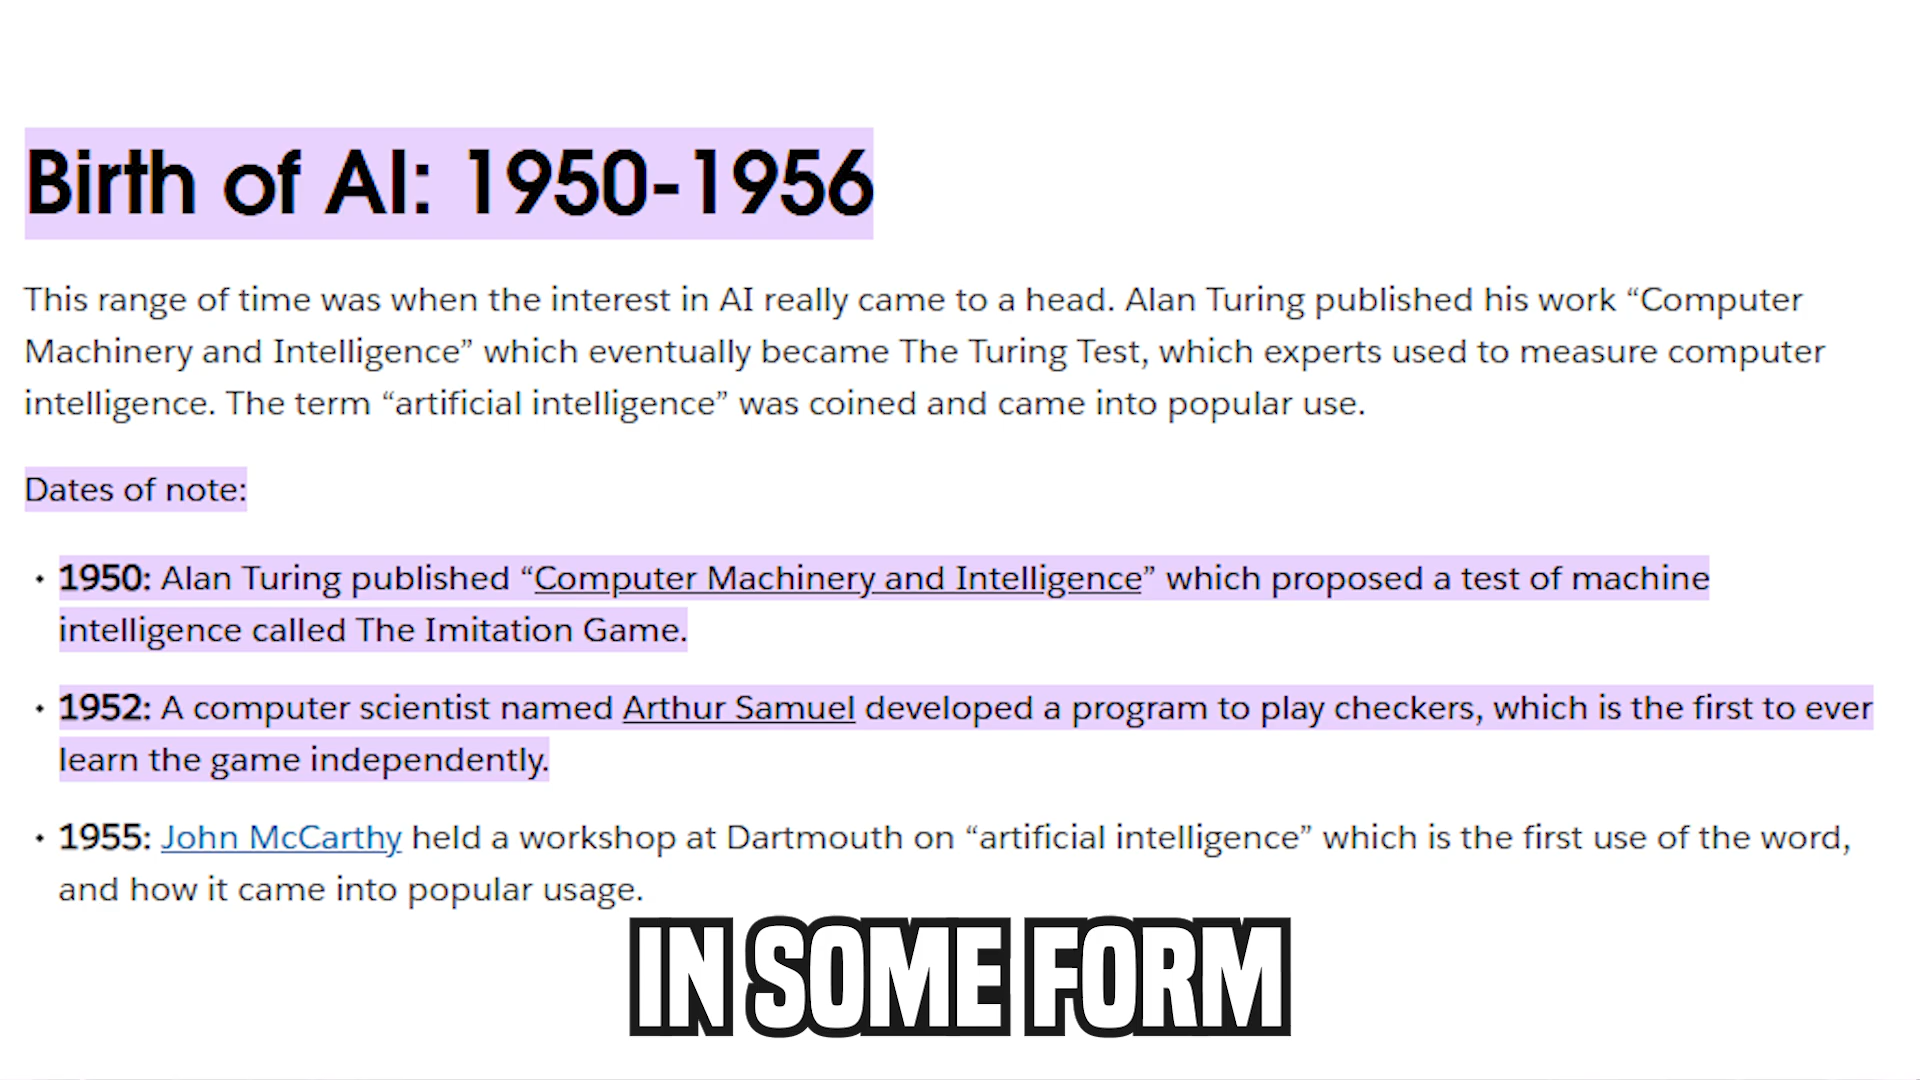 Birth of AI: 1950-1956
This range of time was when the interest in AI really came to a head. Alan Turing published his work “Computer
Machinery and Intelligence” which eventually became The Turing Test, which experts used to measure computer
intelligence. The term “artificial intelligence” was coined and came into popular use.
Dates of note:
• 1950: Alan Turing published “Computer Machinery and Intelligence” which proposed a test of machine
intelligence called The Imitation Game.
• 1952: A computer scientist named Arthur Samuel developed a program to play checkers, which is the first to ever
learn the game independently.
• 1955: John McCarthy held a workshop at Dartmouth on “artificial intelligence” which is the first use of the word,
and how it came into popular usage.
IN SOME FORM